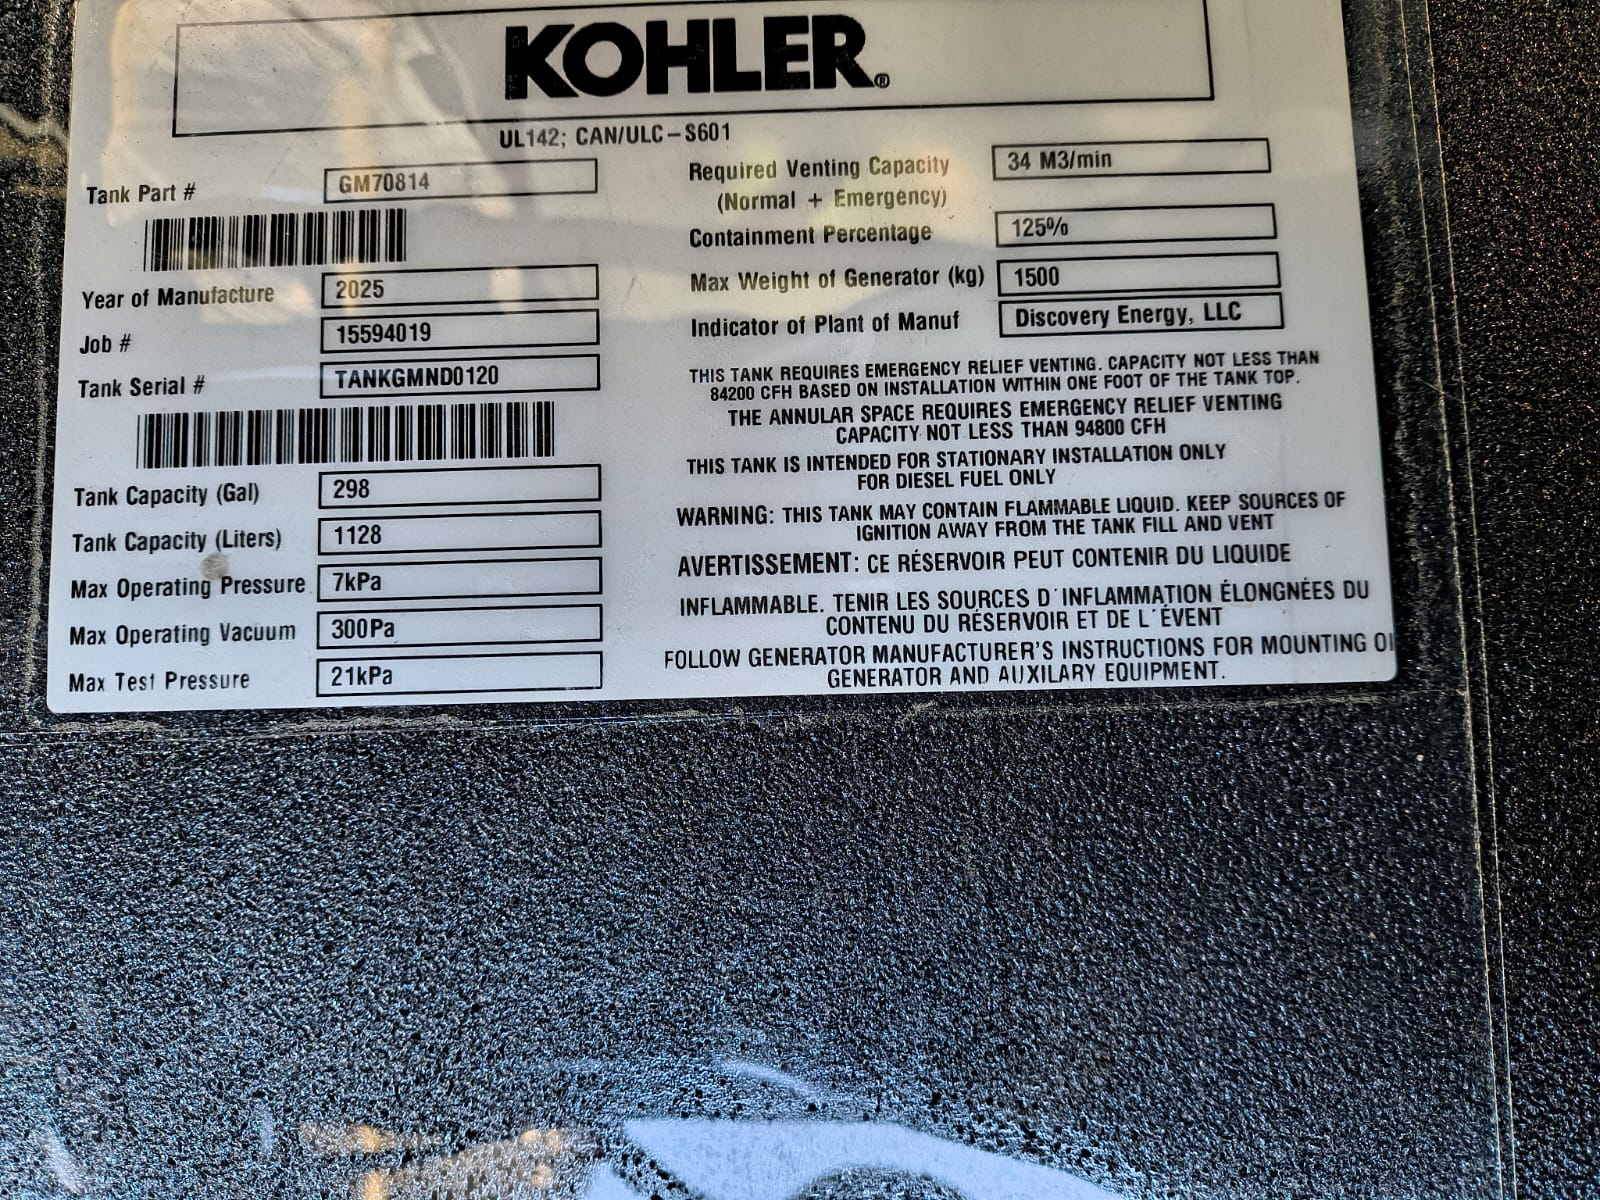 KOHLER®
UL142; CAN/ULC-S601
Tank Part # GM70814
Year of Manufacture 2025
Job # 15594019
Tank Serial # TANKGMND0120
Tank Capacity (Gal) 298
Tank Capacity (Liters) 1128
Max Operating Pressure 7kPa
Max Operating Vacuum 300Pa
Max Test Pressure 21kPa
Required Venting Capacity 34 M3/min
(Normal + Emergency)
Containment Percentage 125%
Max Weight of Generator (kg) 1500
Indicator of Plant of Manuf Discovery Energy, LLC
THIS TANK REQUIRES EMERGENCY RELIEF VENTING. CAPACITY NOT LESS THAN
84200 CFH BASED ON INSTALLATION WITHIN ONE FOOT OF THE TANK TOP.
THE ANNULAR SPACE REQUIRES EMERGENCY RELIEF VENTING
CAPACITY NOT LESS THAN 94800 CFH
THIS TANK IS INTENDED FOR STATIONARY INSTALLATION ONLY
FOR DIESEL FUEL ONLY
WARNING: THIS TANK MAY CONTAIN FLAMMABLE LIQUID. KEEP SOURCES OF
IGNITION AWAY FROM THE TANK FILL AND VENT
AVERTISSEMENT: CE RÉSERVOIR PEUT CONTENIR DU LIQUIDE
INFLAMMABLE. TENIR LES SOURCES D'INFLAMMATION ÉLONGNÉES DU
CONTENU DU RÉSERVOIR ET DE L'ÉVENT
FOLLOW GENERATOR MANUFACTURER'S INSTRUCTIONS FOR MOUNTING
GENERATOR AND AUXILARY EQUIPMENT.